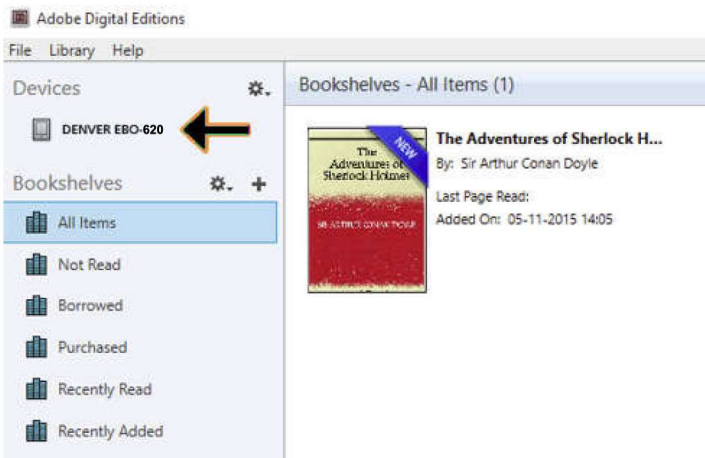 Adobe Digital Editions
File Library Help
Devices
DENVER EBO-620
Bookshelves
All Items
Not Read
Borrowed
Purchased
Recently Read
Recently Added
Bookshelves - All Items (1)
NEW
The
Adventures of
Sherlock Holmes
SIR ARTHUR CONAN DOYLE
The Adventures of Sherlock H...
By: Sir Arthur Conan Doyle
Last Page Read:
Added On: 05-11-2015 14:05